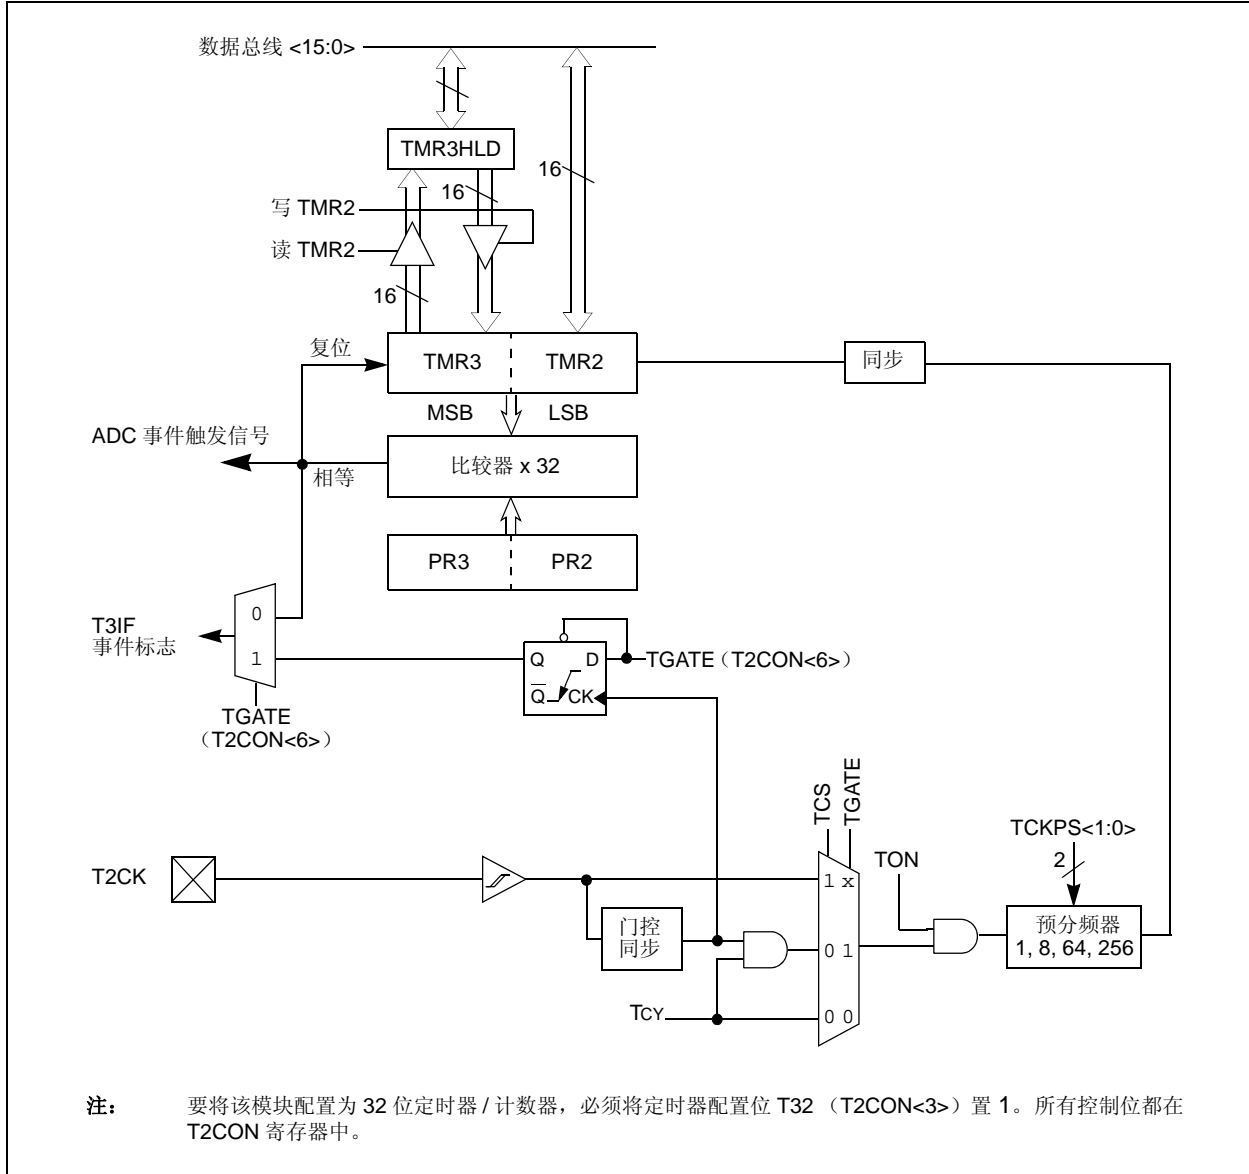 数据总线 <15:0>
TMR3HLD
16
16
写 TMR2
读 TMR2
16
复位
TMR3
TMR2
同步
MSB
LSB
ADC 事件触发信号
比较器 x 32
相等
PR3
PR2
0
T3IF
事件标志
1
Q
D
TGATE（T2CON<6>）
Q
CK
TGATE
（T2CON<6>）
TCS
TGATE
TCKPS<1:0>
2
TON
T2CK
1 x
门控
同步
预分频器
1, 8, 64, 256
0 1
TCY
0 0
注：
要将该模块配置为 32 位定时器 / 计数器，必须将定时器配置位 T32 （T2CON<3>）置 1。所有控制位都在
T2CON 寄存器中。